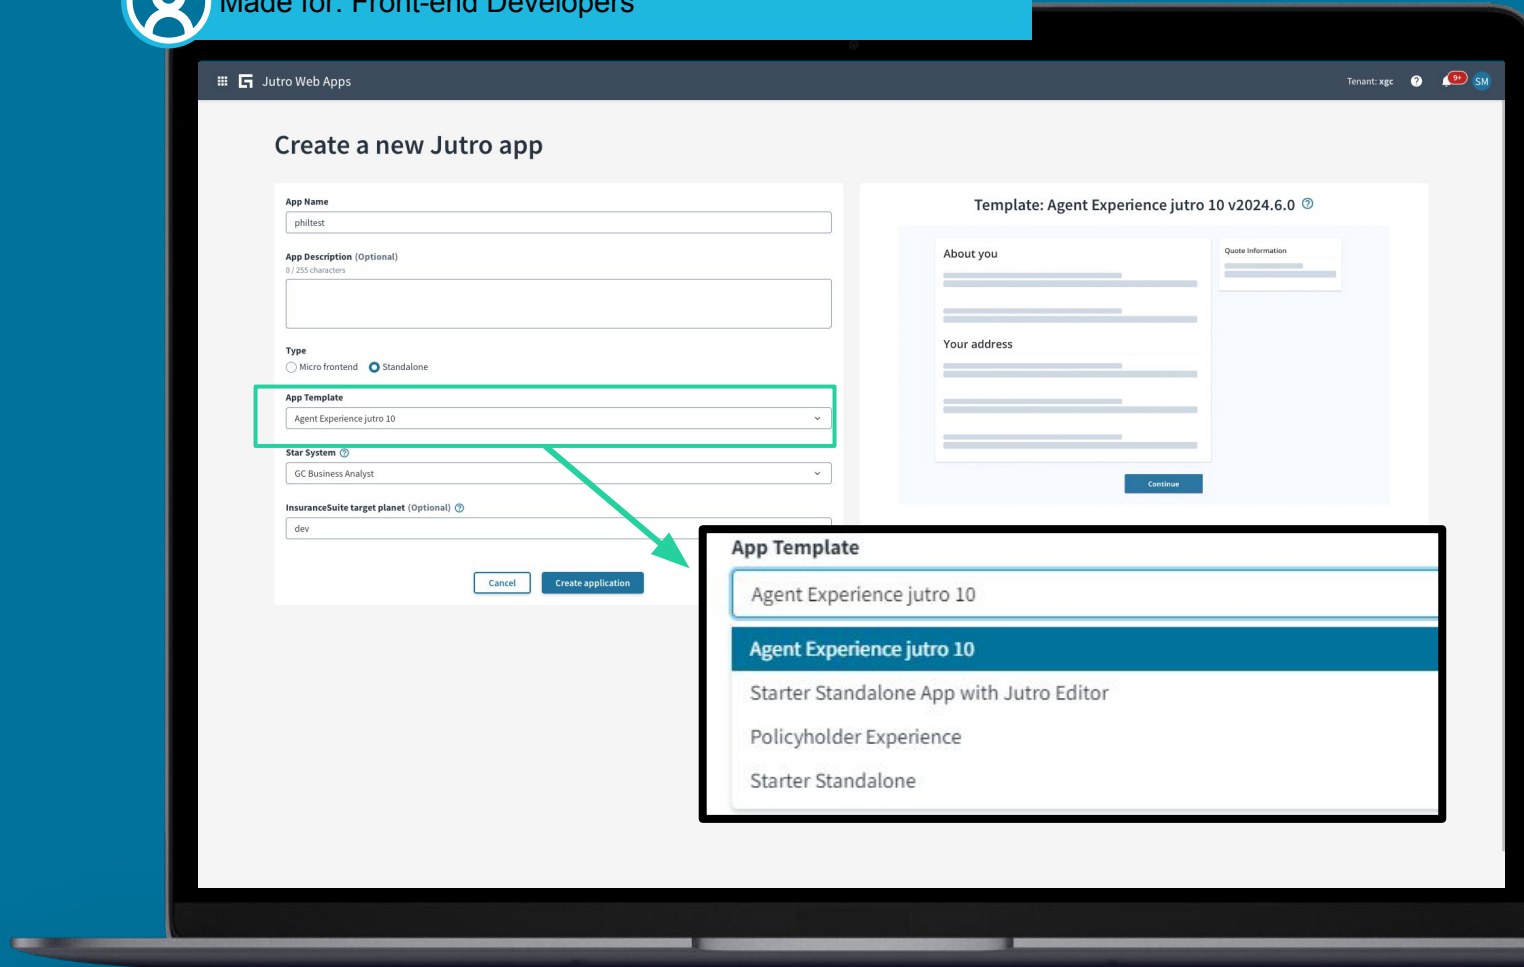 Made for: Front-end Developers
Jutro Web Apps
Tenant: xgc
9+
SM
Create a new Jutro app
App Name
philtest
App Description (Optional)
0 / 255 characters
Type
Micro frontend
Standalone
App Template
Agent Experience jutro 10
Star System
GC Business Analyst
InsuranceSuite target planet (Optional)
dev
Cancel
Create application
Template: Agent Experience jutro 10 v2024.6.0
About you
Quote Information
Your address
Continue
App Template
Agent Experience jutro 10
Agent Experience jutro 10
Starter Standalone App with Jutro Editor
Policyholder Experience
Starter Standalone